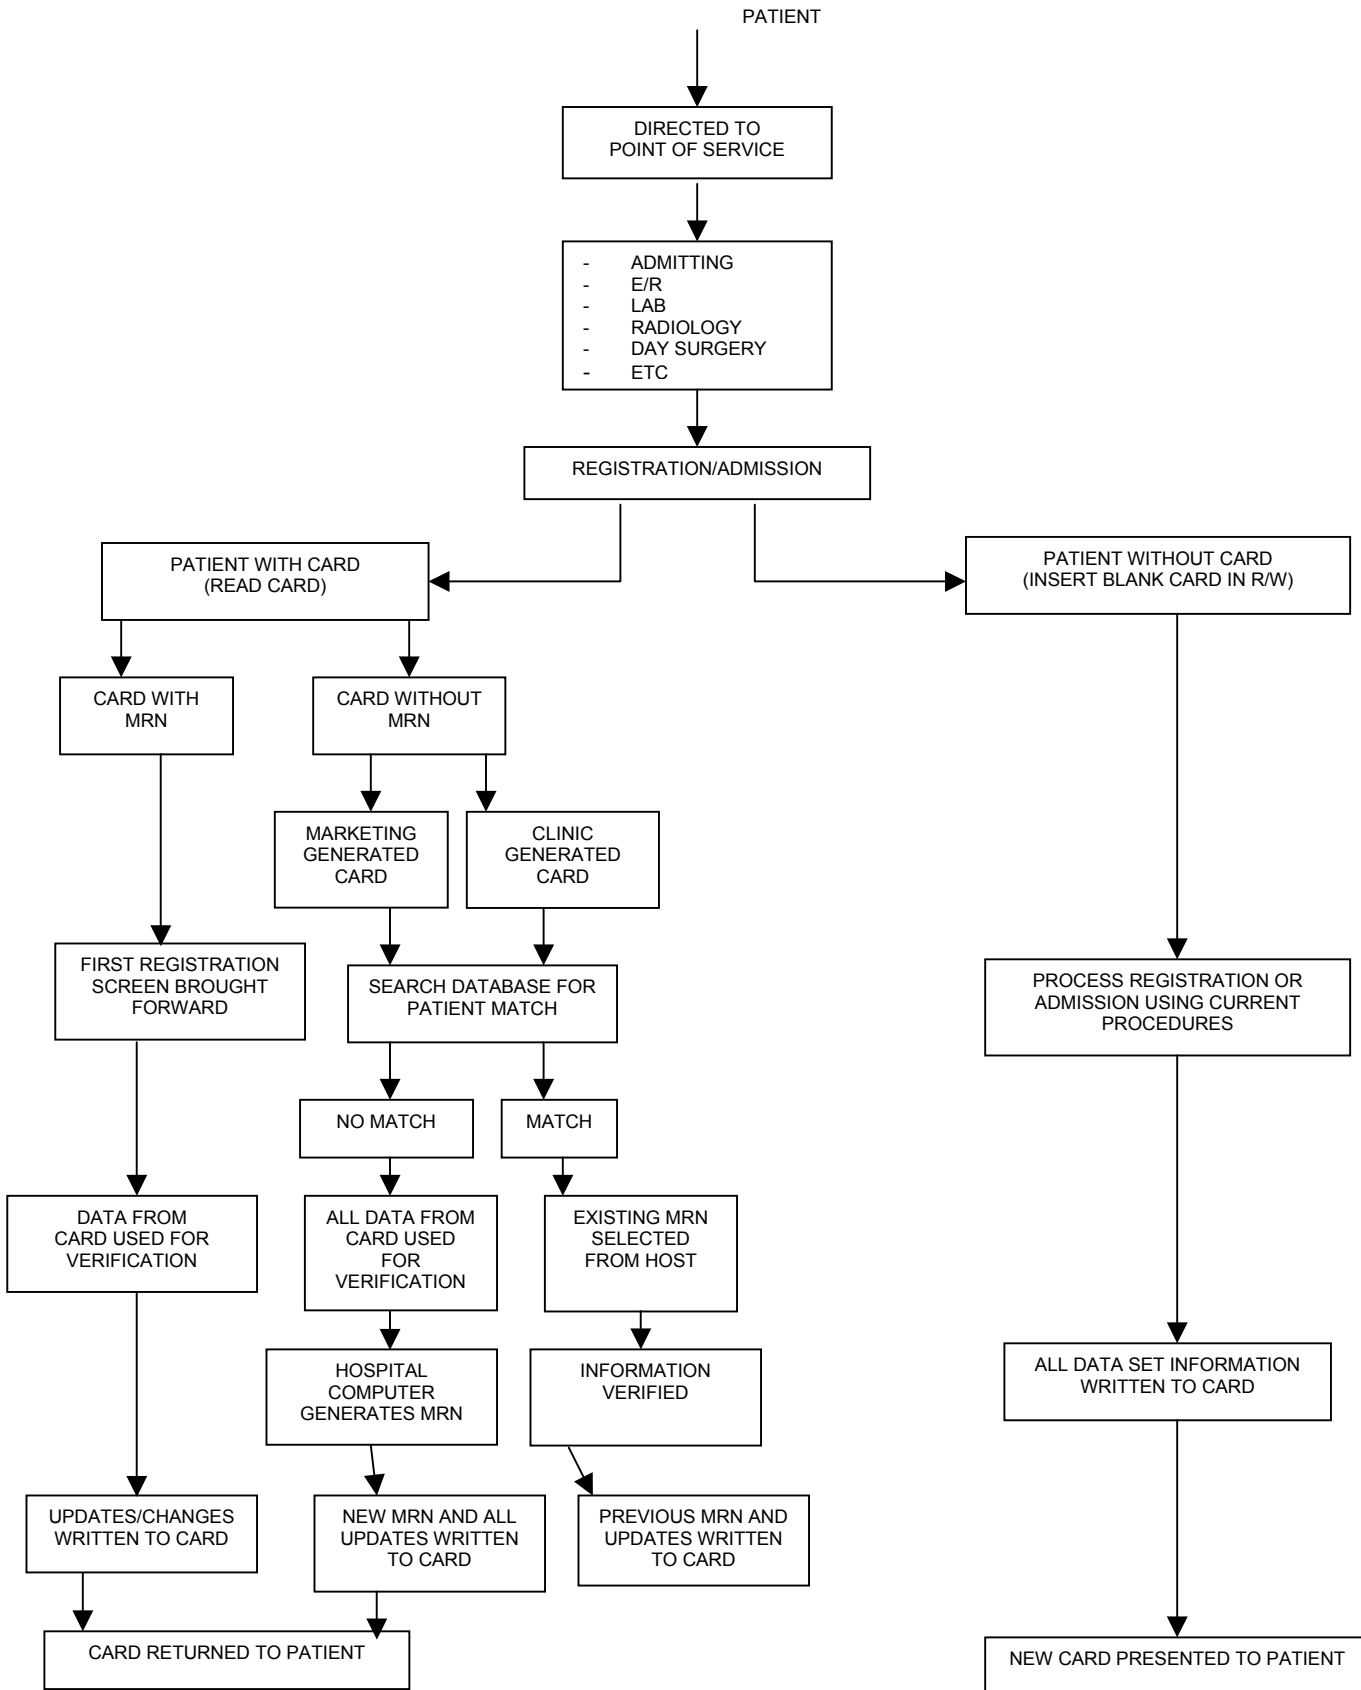 PATIENT
DIRECTED TO
POINT OF SERVICE
- ADMITTING
- E/R
- LAB
- RADIOLOGY
- DAY SURGERY
- ETC
REGISTRATION/ADMISSION
PATIENT WITH CARD
(READ CARD)
PATIENT WITHOUT CARD
(INSERT BLANK CARD IN R/W)
CARD WITH
MRN
CARD WITHOUT
MRN
MARKETING
GENERATED
CARD
CLINIC
GENERATED
CARD
FIRST REGISTRATION
SCREEN BROUGHT
FORWARD
SEARCH DATABASE FOR
PATIENT MATCH
PROCESS REGISTRATION OR
ADMISSION USING CURRENT
PROCEDURES
NO MATCH
MATCH
DATA FROM
CARD USED FOR
VERIFICATION
ALL DATA FROM
CARD USED
FOR
VERIFICATION
EXISTING MRN
SELECTED
FROM HOST
HOSPITAL
COMPUTER
GENERATES MRN
INFORMATION
VERIFIED
ALL DATA SET INFORMATION
WRITTEN TO CARD
UPDATES/CHANGES
WRITTEN TO CARD
NEW MRN AND ALL
UPDATES WRITTEN
TO CARD
PREVIOUS MRN AND
UPDATES WRITTEN
TO CARD
CARD RETURNED TO PATIENT
NEW CARD PRESENTED TO PATIENT